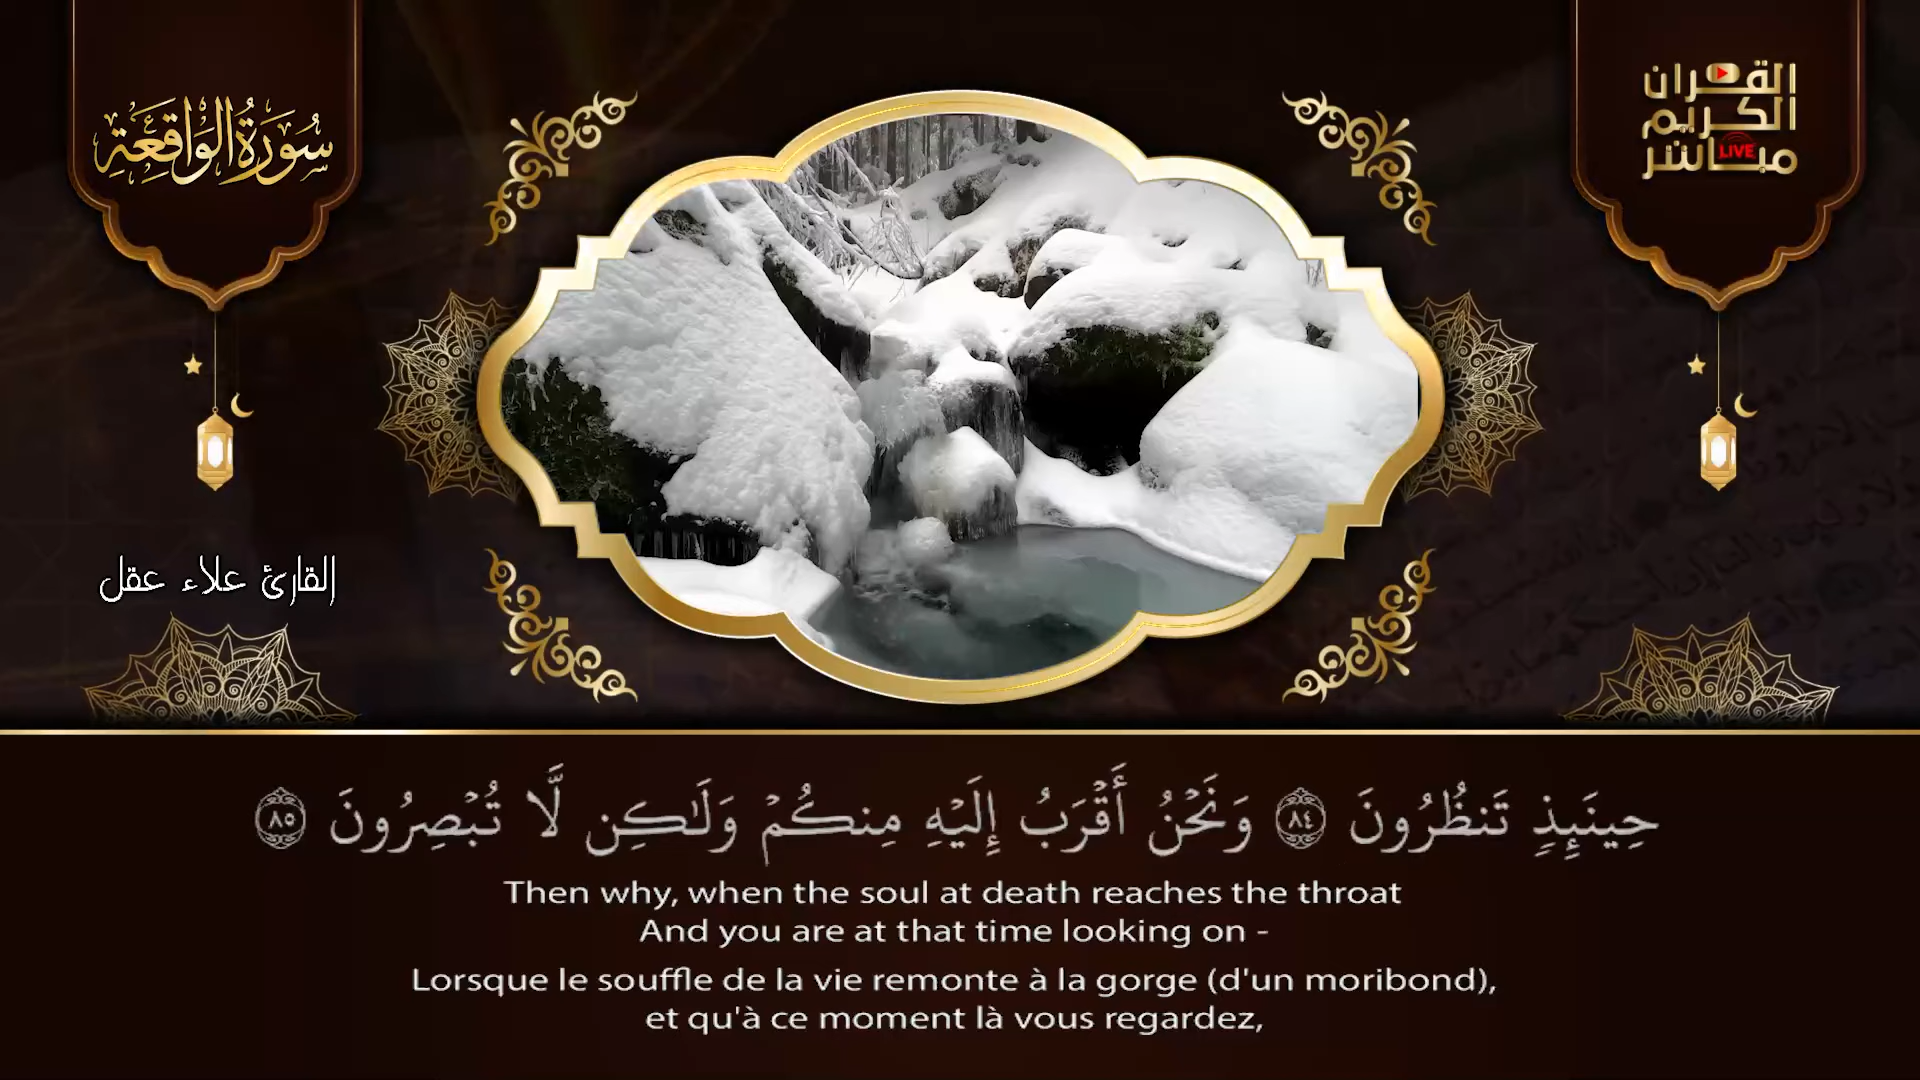 سُورَةُ الوَاقِعَةِ
القرآن
الكريم
مباشر
LIVE
القارئ علاء عقل
حِينَئِذٍ تَنظُرُونَ ٨٤ وَنَحْنُ أَقْرَبُ إِلَيْهِ مِنكُمْ وَلَٰكِن لَّا تُبْصِرُونَ ٨٥
Then why, when the soul at death reaches the throat
And you are at that time looking on -
Lorsque le souffle de la vie remonte à la gorge (d'un moribond),
et qu'à ce moment là vous regardez,